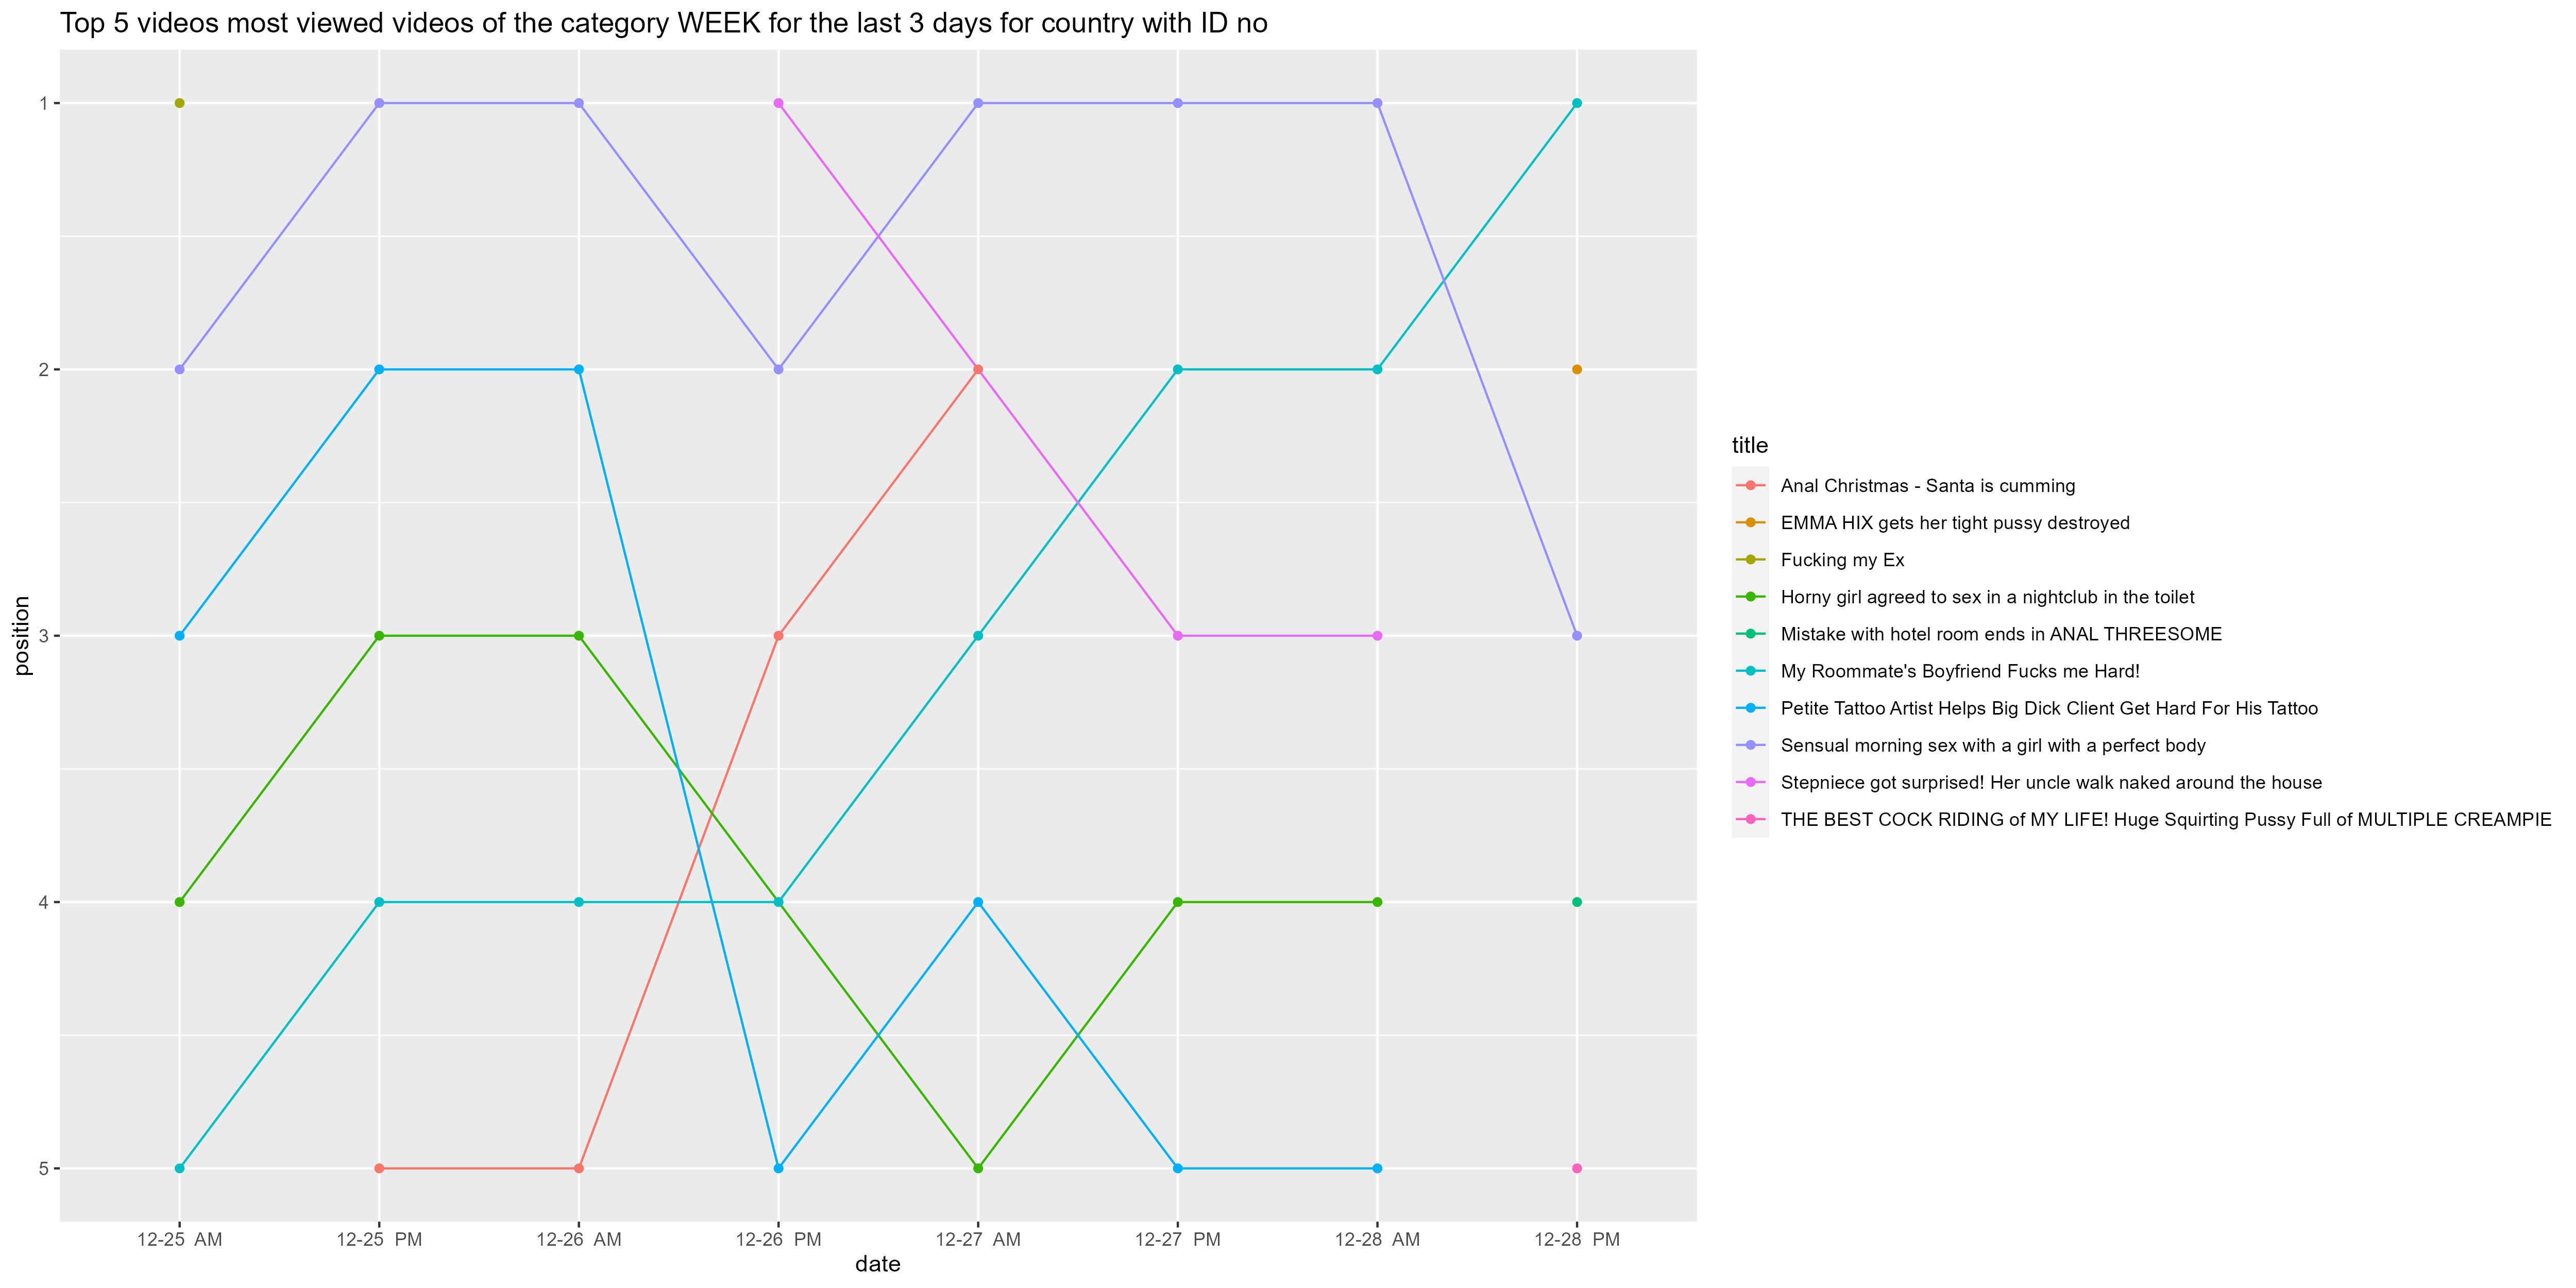 Top 5 videos most viewed videos of the category WEEK for the last 3 days for country with ID no
position
1
2
3
4
5
12-25 AM
12-25 PM
12-26 AM
12-26 PM
12-27 AM
12-27 PM
12-28 AM
12-28 PM
date
title
Anal Christmas - Santa is cumming
EMMA HIX gets her tight pussy destroyed
Fucking my Ex
Horny girl agreed to sex in a nightclub in the toilet
Mistake with hotel room ends in ANAL THREESOME
My Roommate's Boyfriend Fucks me Hard!
Petite Tattoo Artist Helps Big Dick Client Get Hard For His Tattoo
Sensual morning sex with a girl with a perfect body
Stepniece got surprised! Her uncle walk naked around the house
THE BEST COCK RIDING of MY LIFE! Huge Squirting Pussy Full of MULTIPLE CREAMPIE